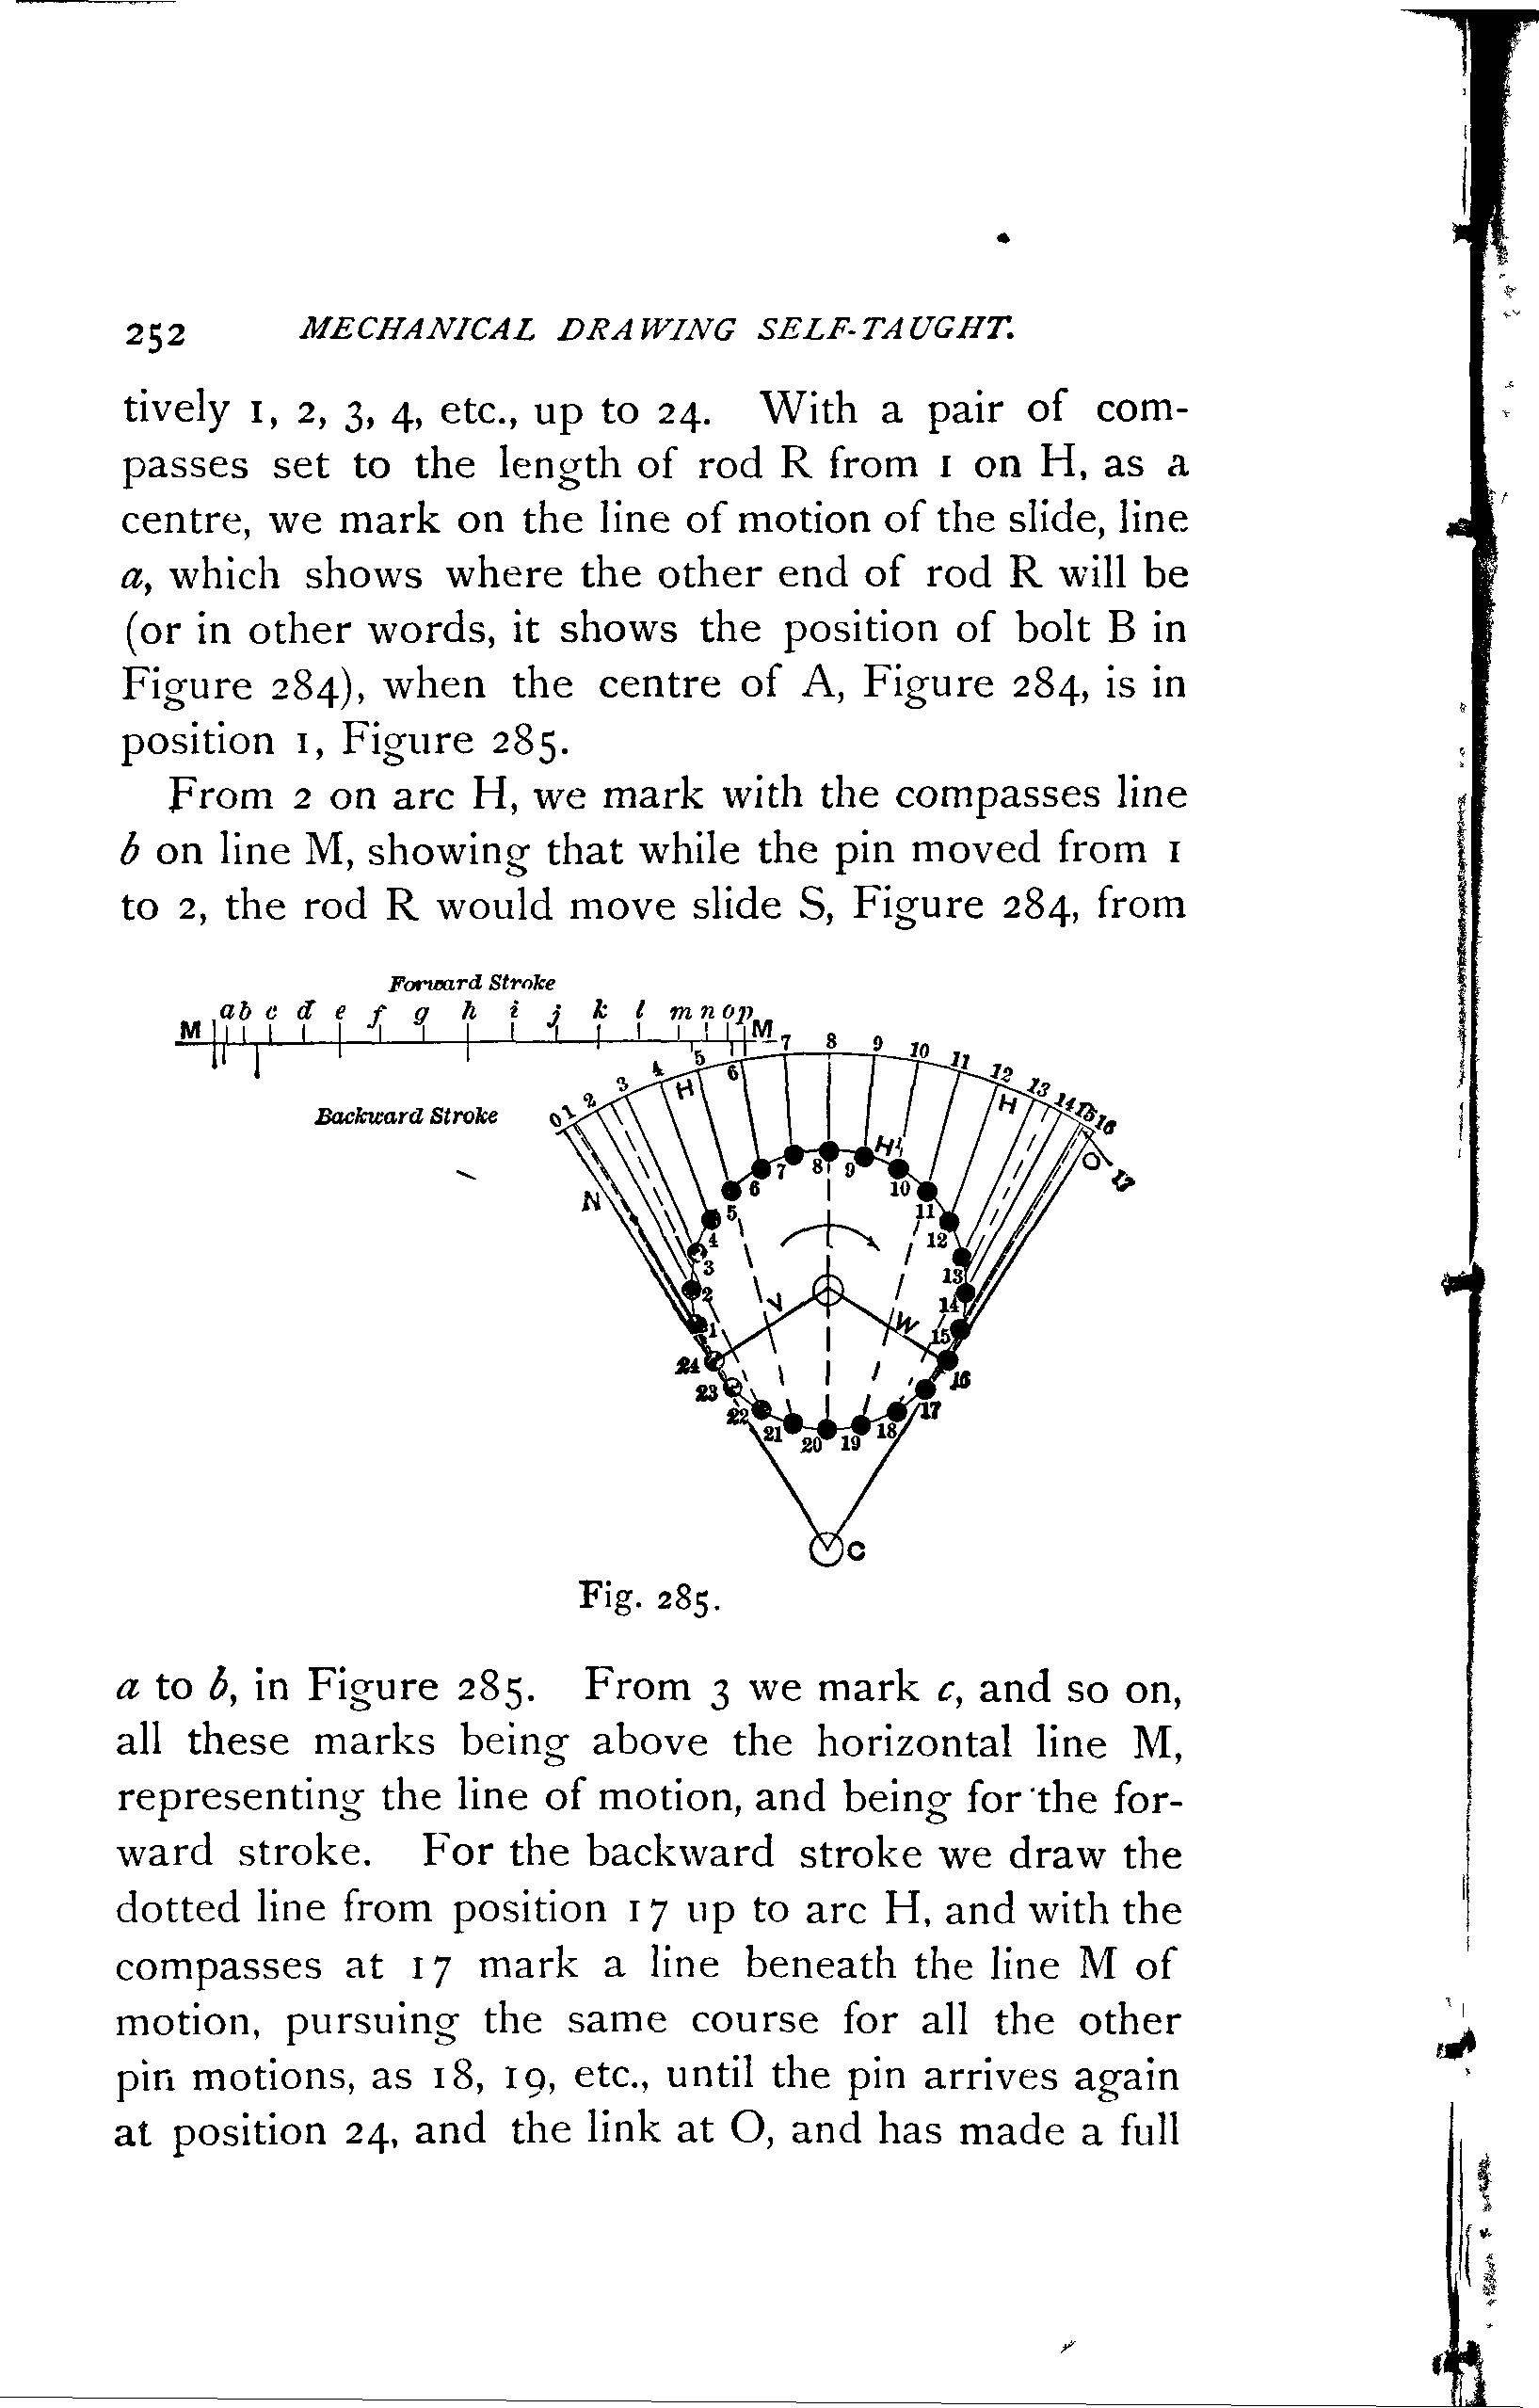 252 MECHANICAL DRAWING SELF-TAUGHT.
tively 1, 2, 3, 4, etc., up to 24. With a pair of com-
passes set to the length of rod R from 1 on H, as a
centre, we mark on the line of motion of the slide, line
a, which shows where the other end of rod R will be
(or in other words, it shows the position of bolt B in
Figure 284), when the centre of A, Figure 284, is in
position 1, Figure 285.
From 2 on arc H, we mark with the compasses line
b on line M, showing that while the pin moved from 1
to 2, the rod R would move slide S, Figure 284, from
Forward Stroke
a b c d e f g h i j k l m n o p
M M
Backward Stroke
0 1 2 3 4 5 6 7 8 9 10 11 12 13 14 15 16
17
H H
H¹
N O
1 2 3 4 5 6 7 8 9 10 11 12 13 14 15 16 17 18 19 20 21 22 23 24
V W
C
Fig. 285.
a to b, in Figure 285. From 3 we mark c, and so on,
all these marks being above the horizontal line M,
representing the line of motion, and being for the for-
ward stroke. For the backward stroke we draw the
dotted line from position 17 up to arc H, and with the
compasses at 17 mark a line beneath the line M of
motion, pursuing the same course for all the other
pin motions, as 18, 19, etc., until the pin arrives again
at position 24, and the link at O, and has made a full